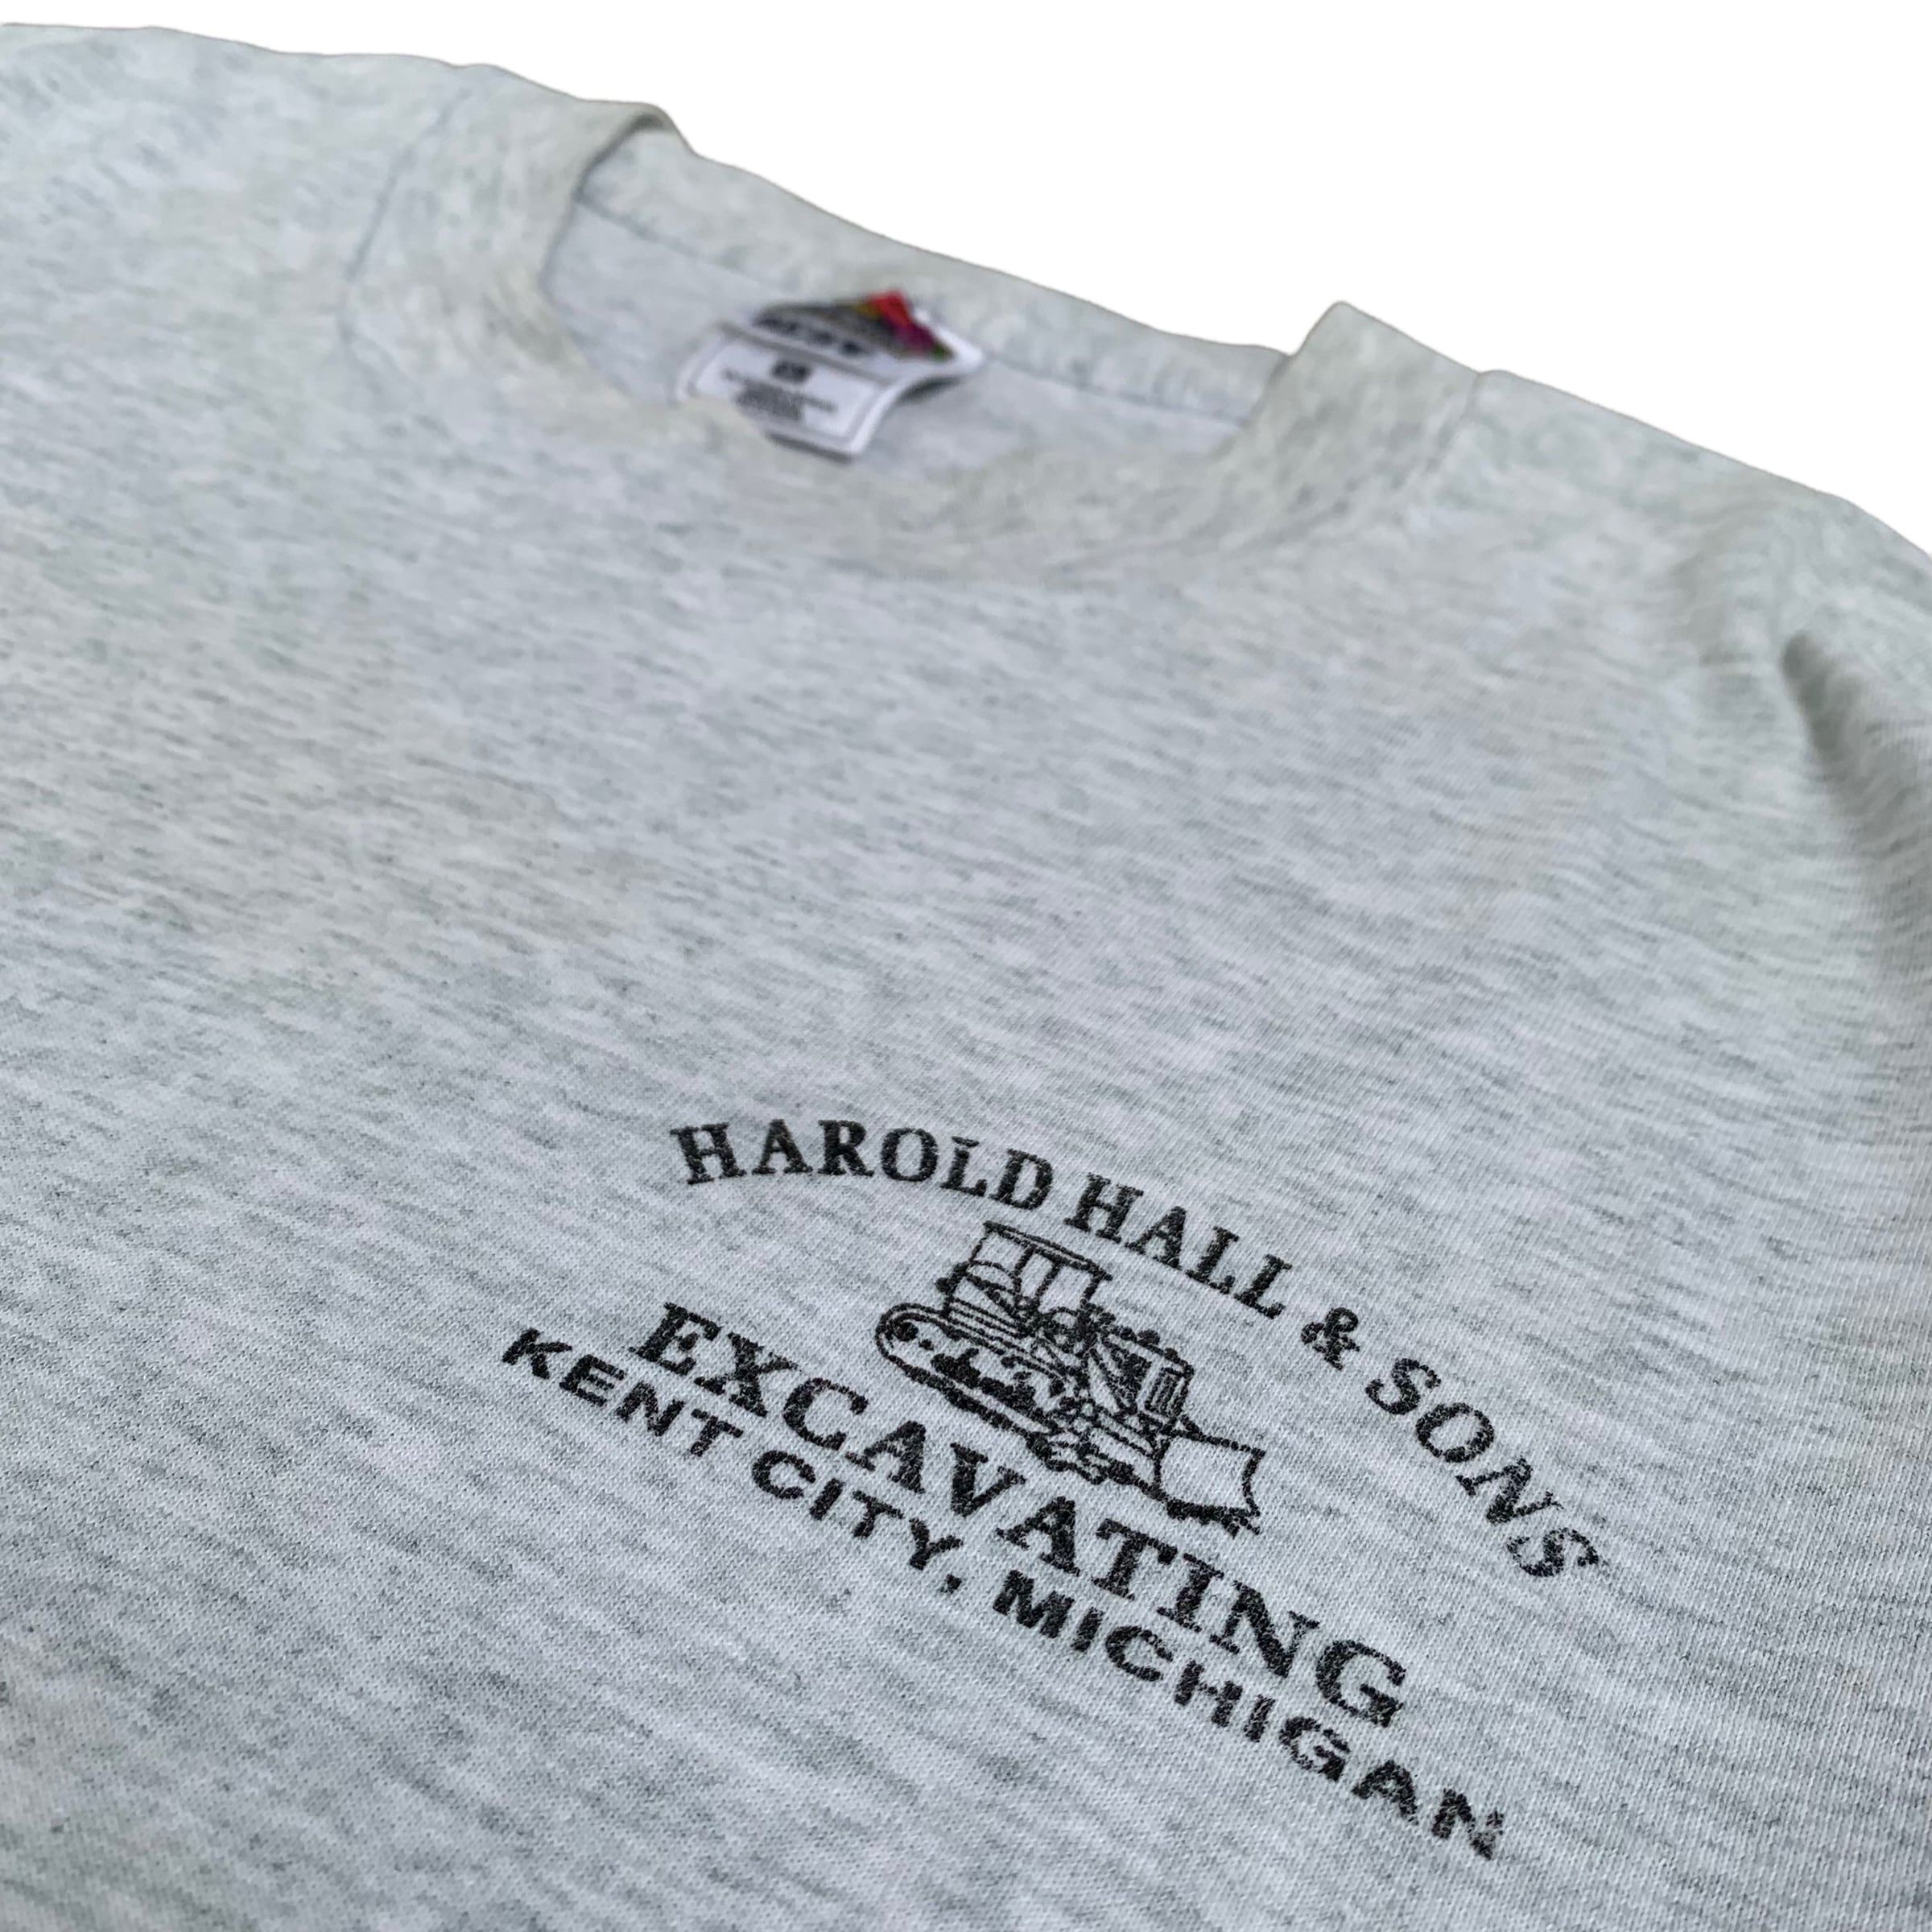 HAROLD HALL & SONS
EXCAVATING
KENT CITY, MICHIGAN